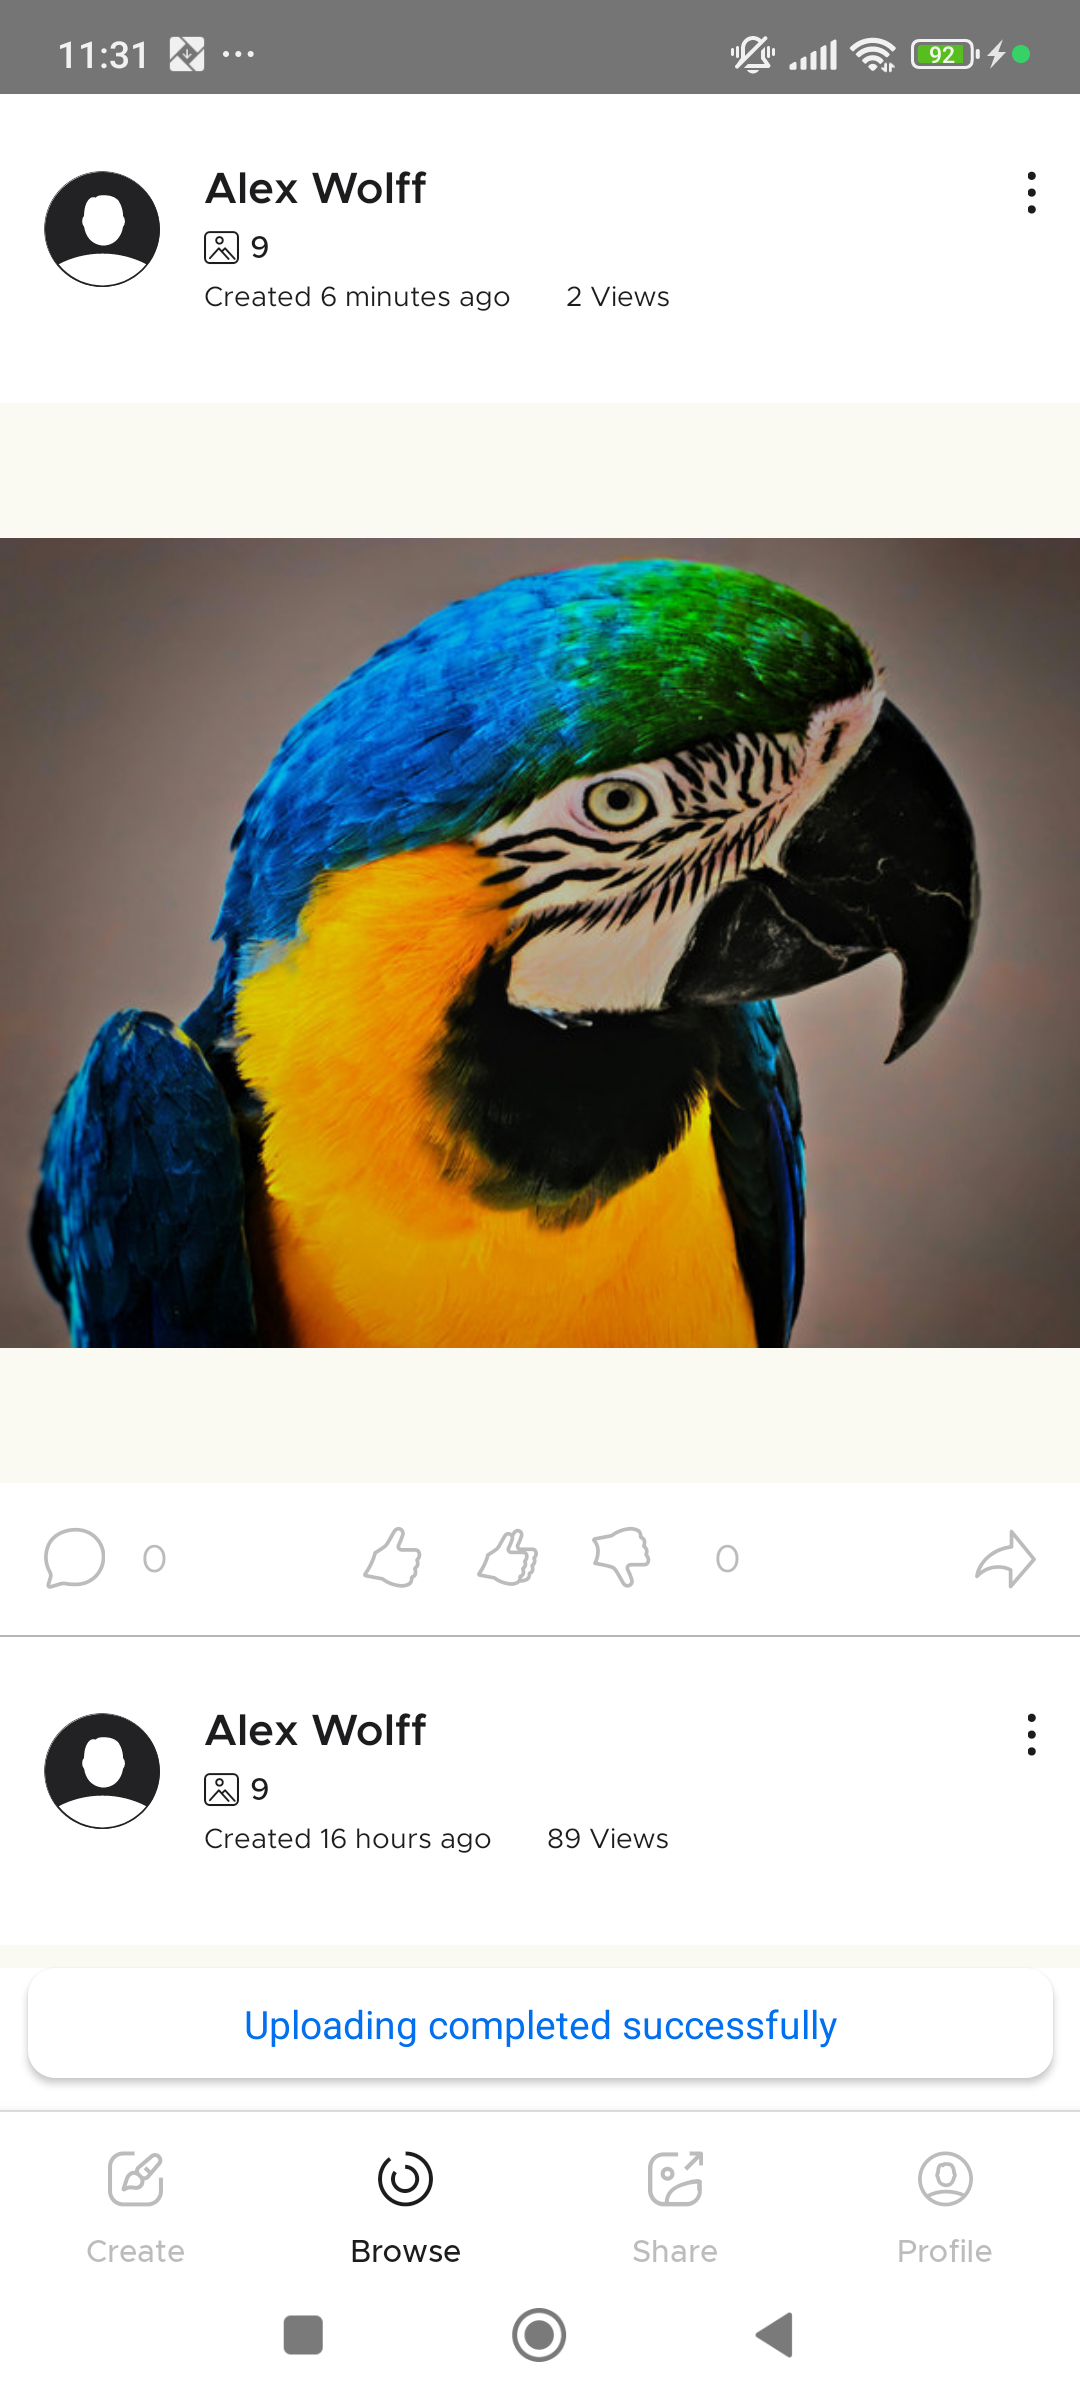 11:31
92
Alex Wolff
9
Created 6 minutes ago 2 Views
0 0
Alex Wolff
9
Created 16 hours ago 89 Views
Uploading completed successfully
Create Browse Share Profile